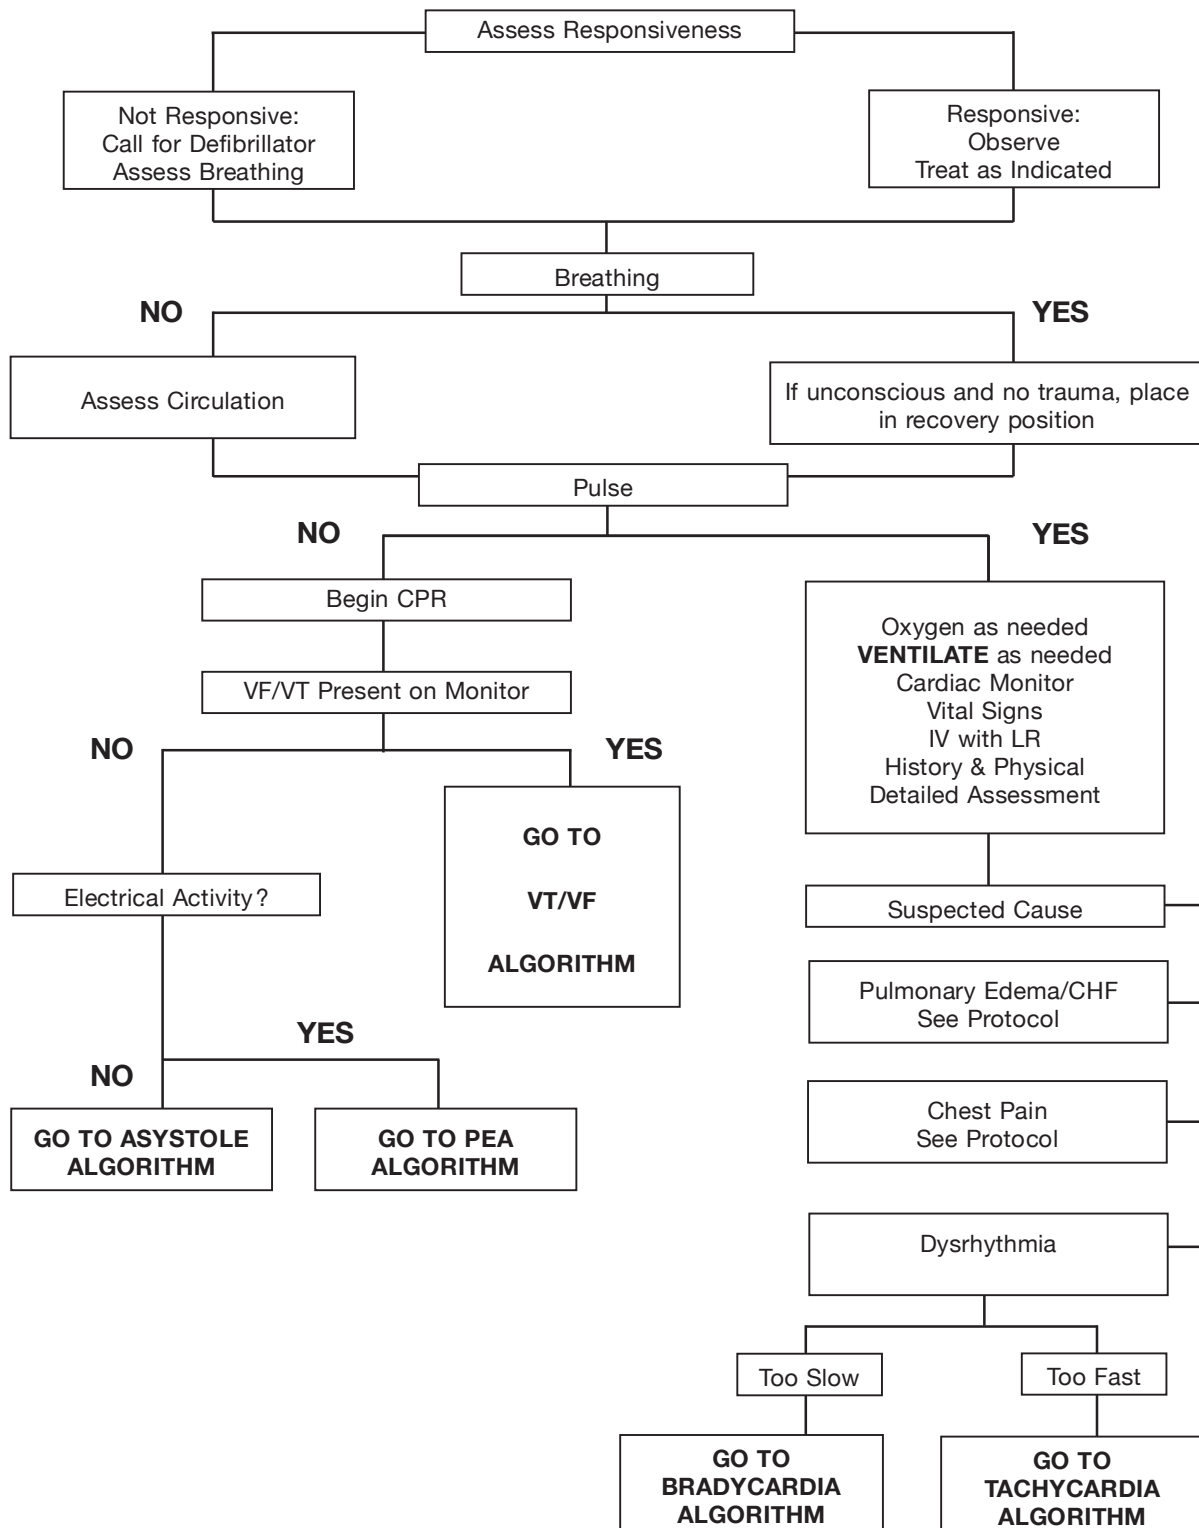 Assess Responsiveness
Not Responsive:
Call for Defibrillator
Assess Breathing
Responsive:
Observe
Treat as Indicated
Breathing
NO
YES
Assess Circulation
If unconscious and no trauma, place
in recovery position
Pulse
NO
YES
Begin CPR
VF/VT Present on Monitor
NO
YES
Oxygen as needed
VENTILATE as needed
Cardiac Monitor
Vital Signs
IV with LR
History & Physical
Detailed Assessment
GO TO
VT/VF
ALGORITHM
Electrical Activity?
Suspected Cause
Pulmonary Edema/CHF
See Protocol
YES
NO
GO TO ASYSTOLE
ALGORITHM
GO TO PEA
ALGORITHM
Chest Pain
See Protocol
Dysrhythmia
Too Slow
Too Fast
GO TO
BRADYCARDIA
ALGORITHM
GO TO
TACHYCARDIA
ALGORITHM